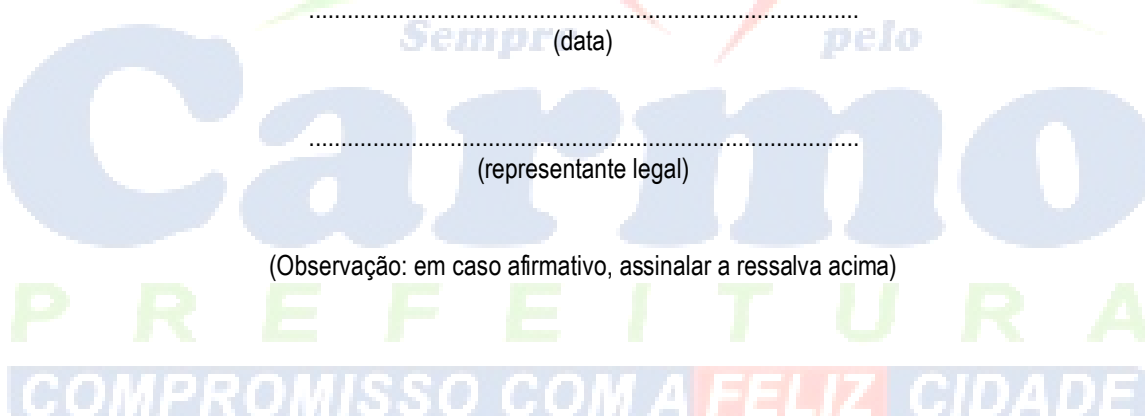 ................................................................................................
Sempre pelo
(data)
Carmo
................................................................................................
(representante legal)
(Observação: em caso afirmativo, assinalar a ressalva acima)
PREFEITURA
COMPROMISSO COM A FELIZ CIDADE